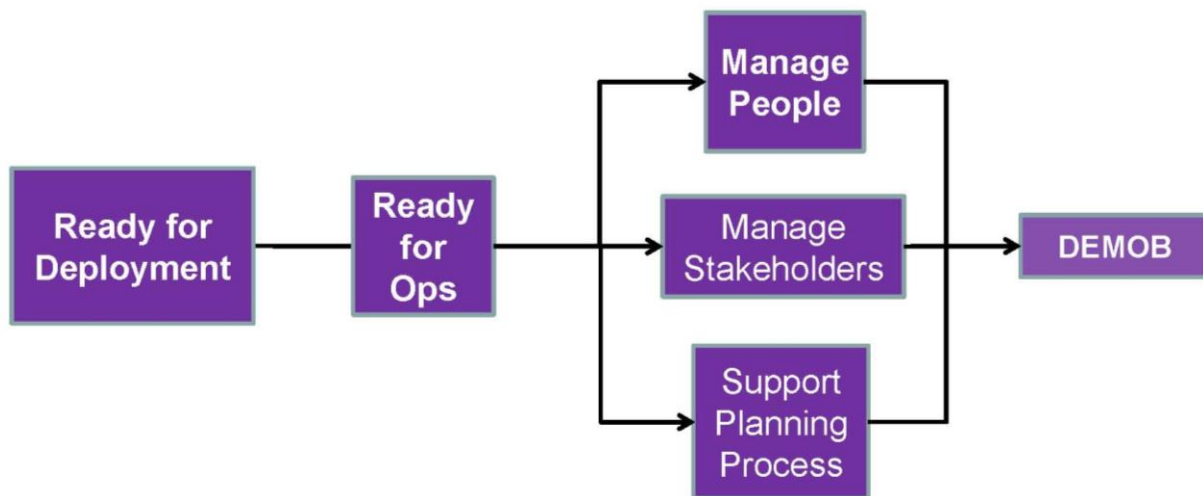 Ready for
Deployment
Ready
for
Ops
Manage
People
Manage
Stakeholders
Support
Planning
Process
DEMOB